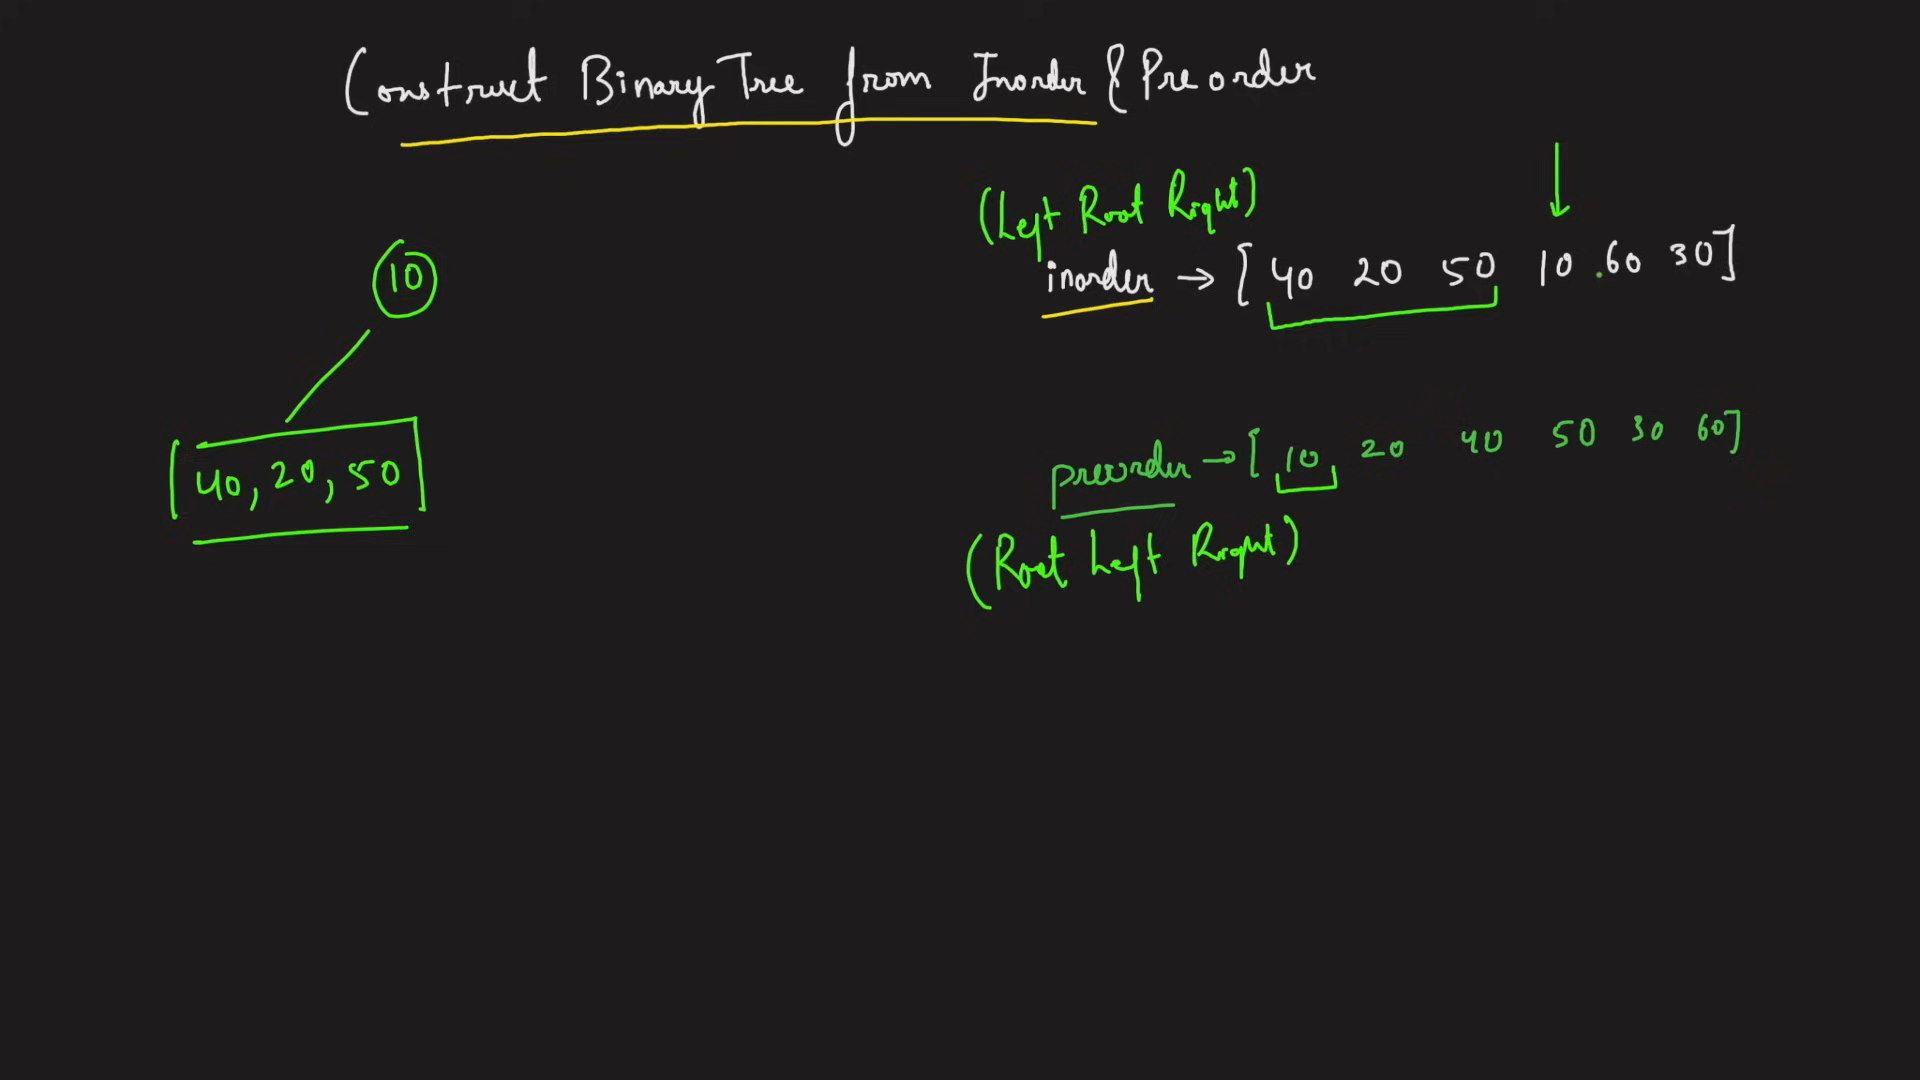 Construct Binary Tree from Inorder & Preorder
(Left Root Right)
inorder → [ 40 20 50 10 60 30 ]
10
40, 20, 50
preorder → [ 10, 20 40 50 30 60 ]
(Root Left Right)